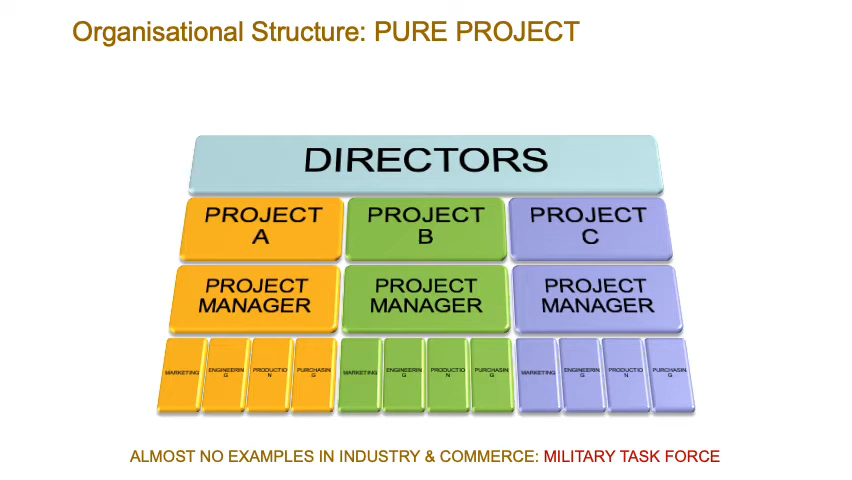 Organisational Structure: PURE PROJECT
DIRECTORS
PROJECT
A
PROJECT
B
PROJECT
C
PROJECT
MANAGER
PROJECT
MANAGER
PROJECT
MANAGER
MARKETING
ENGINEERIN
G
PRODUCTIO
N
PURCHASIN
G
MARKETING
ENGINEERIN
G
PRODUCTIO
N
PURCHASIN
G
MARKETING
ENGINEERIN
G
PRODUCTIO
N
PURCHASIN
G
ALMOST NO EXAMPLES IN INDUSTRY & COMMERCE: MILITARY TASK FORCE